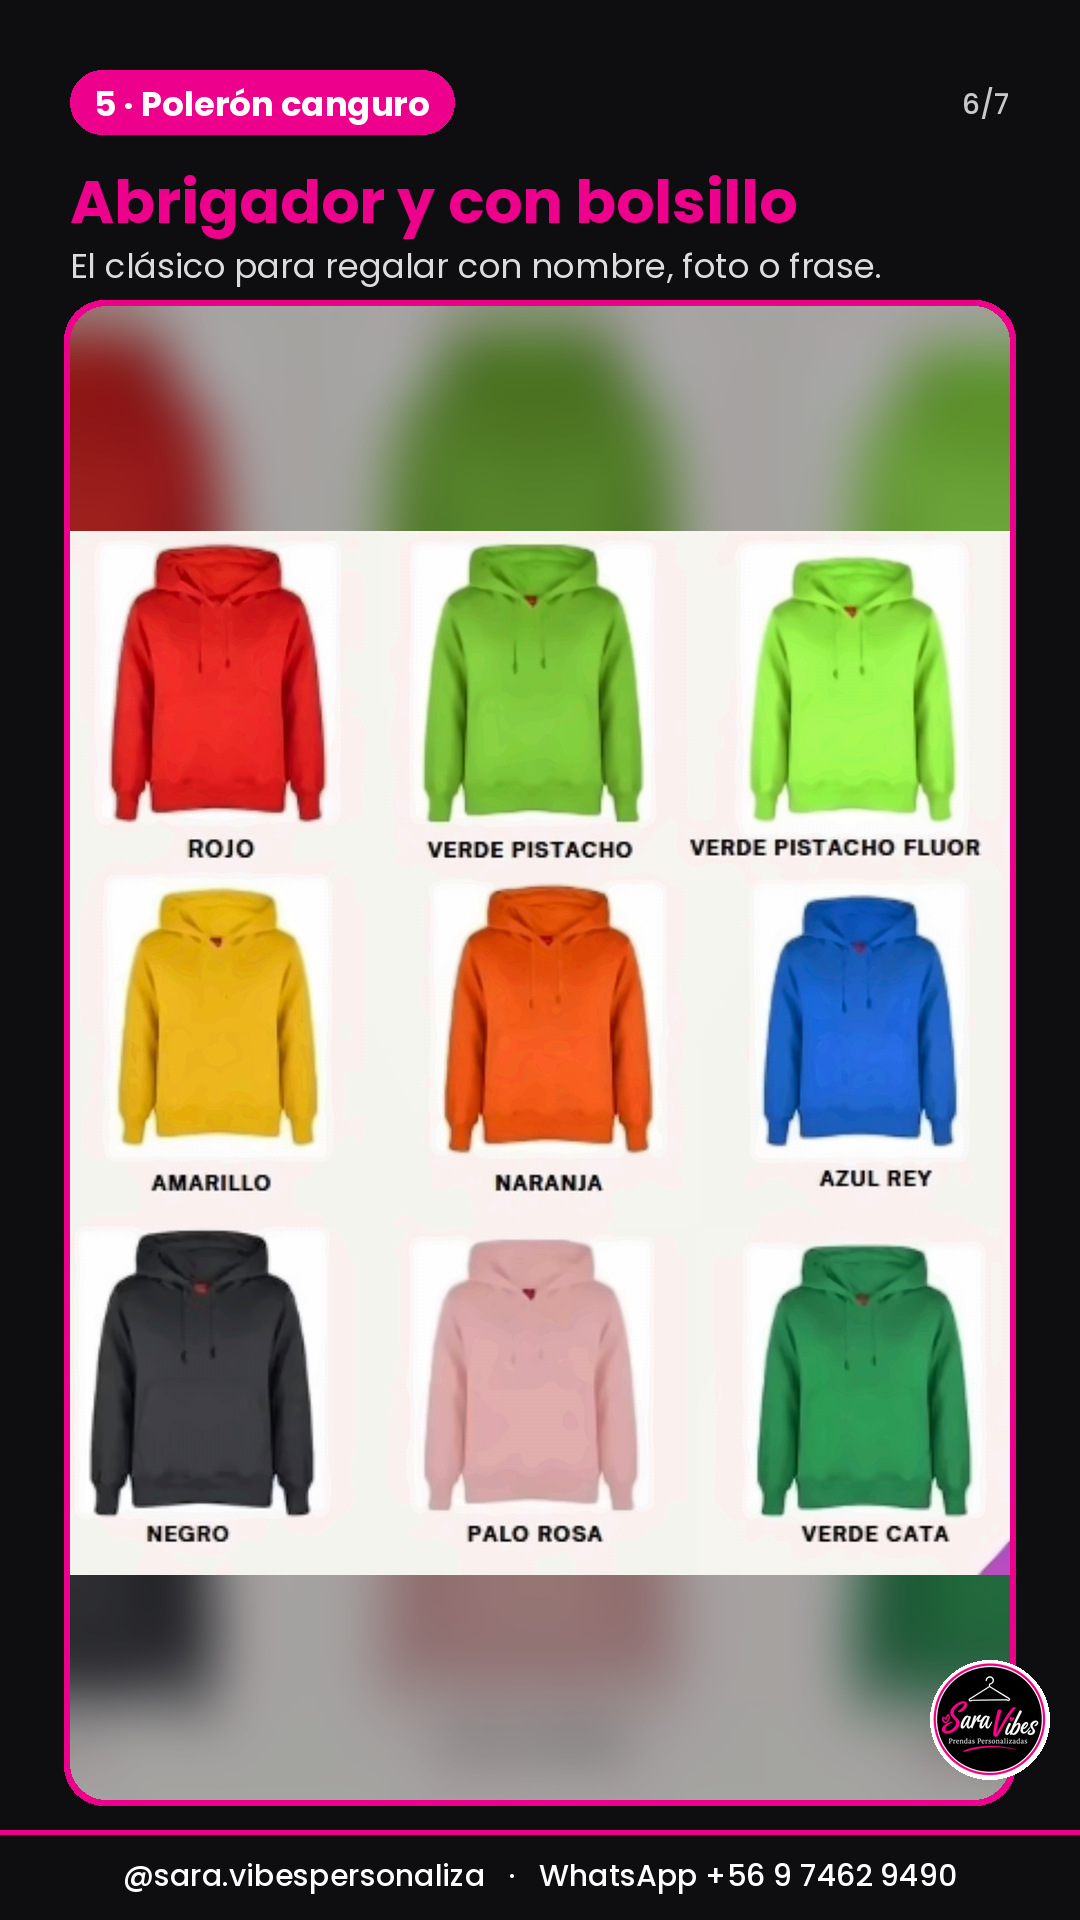 5 · Polerón canguro
6/7
Abrigador y con bolsillo
El clásico para regalar con nombre, foto o frase.
ROJO
VERDE PISTACHO
VERDE PISTACHO FLUOR
AMARILLO
NARANJA
AZUL REY
NEGRO
PALO ROSA
VERDE CATA
Sara Vibes
Prendas Personalizadas
@sara.vibespersonaliza · WhatsApp +56 9 7462 9490